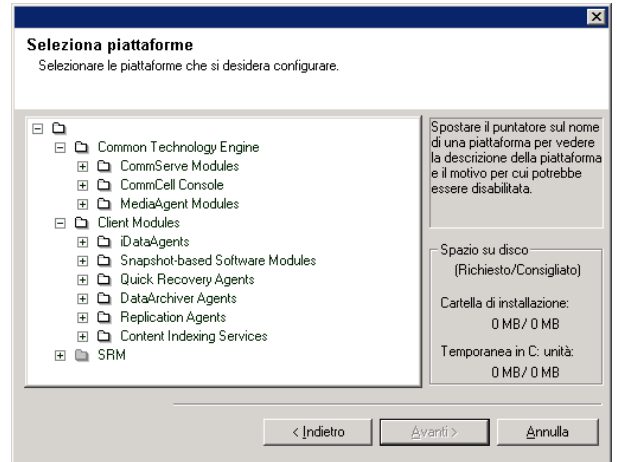 Seleziona piattaforme
Selezionare le piattaforme che si desidera configurare.
Common Technology Engine
CommServe Modules
CommCell Console
MediaAgent Modules
Client Modules
iDataAgents
Snapshot-based Software Modules
Quick Recovery Agents
DataArchiver Agents
Replication Agents
Content Indexing Services
SRM
Spostare il puntatore sul nome
di una piattaforma per vedere
la descrizione della piattaforma
e il motivo per cui potrebbe
essere disabilitata.
Spazio su disco
(Richiesto/Consigliato)
Cartella di installazione:
0 MB/ 0 MB
Temporanea in C: unità:
0 MB/ 0 MB
< Indietro
Avanti >
Annulla